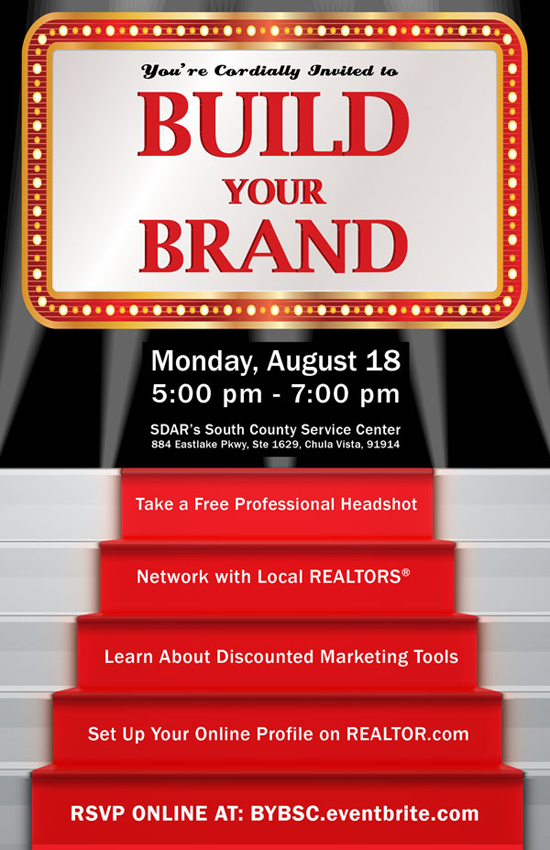 You're Cordially Invited to
BUILD
YOUR
BRAND
Monday, August 18
5:00 pm - 7:00 pm
SDAR's South County Service Center
884 Eastlake Pkwy, Ste 1629, Chula Vista, 91914
Take a Free Professional Headshot
Network with Local REALTORS®
Learn About Discounted Marketing Tools
Set Up Your Online Profile on REALTOR.com
RSVP ONLINE AT: BYBSC.eventbrite.com